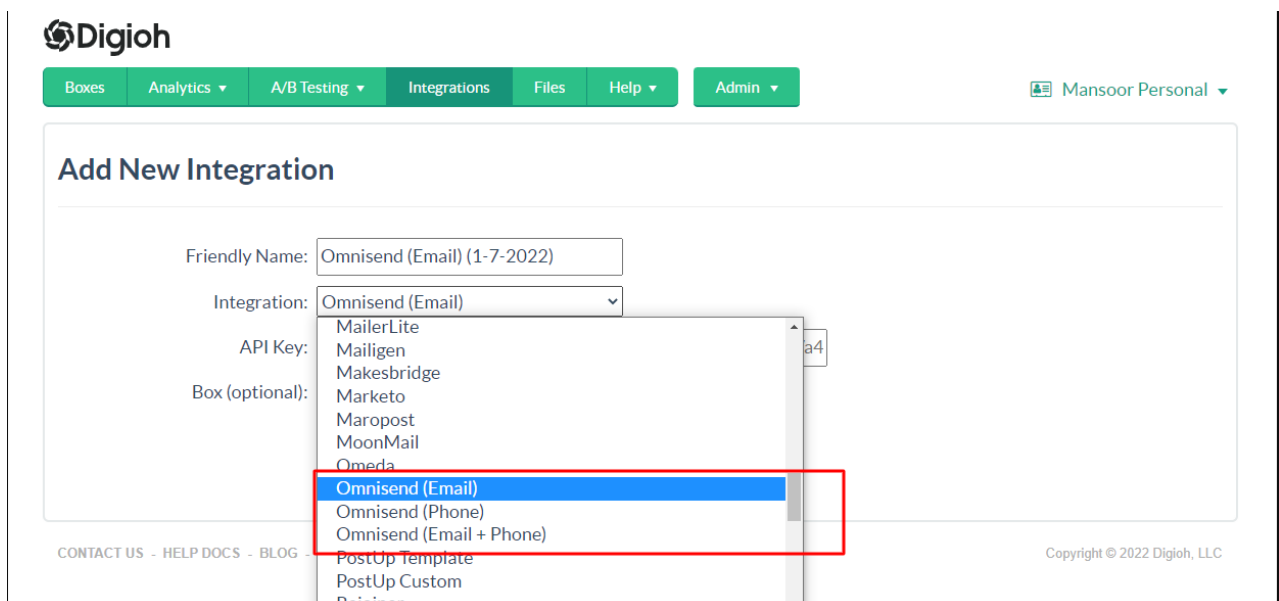 Digioh
Boxes Analytics A/B Testing Integrations Files Help Admin Mansoor Personal
Add New Integration
Friendly Name: Omnisend (Email) (1-7-2022)
Integration: Omnisend (Email)
MailerLite
API Key: a4
Mailigen
Makesbridge
Box (optional):
Marketo
Maropost
MoonMail
Omeda
Omnisend (Email)
Omnisend (Phone)
Omnisend (Email + Phone)
CONTACT US - HELP DOCS - BLOG - Copyright © 2022 Digioh, LLC
PostUp Template
PostUp Custom